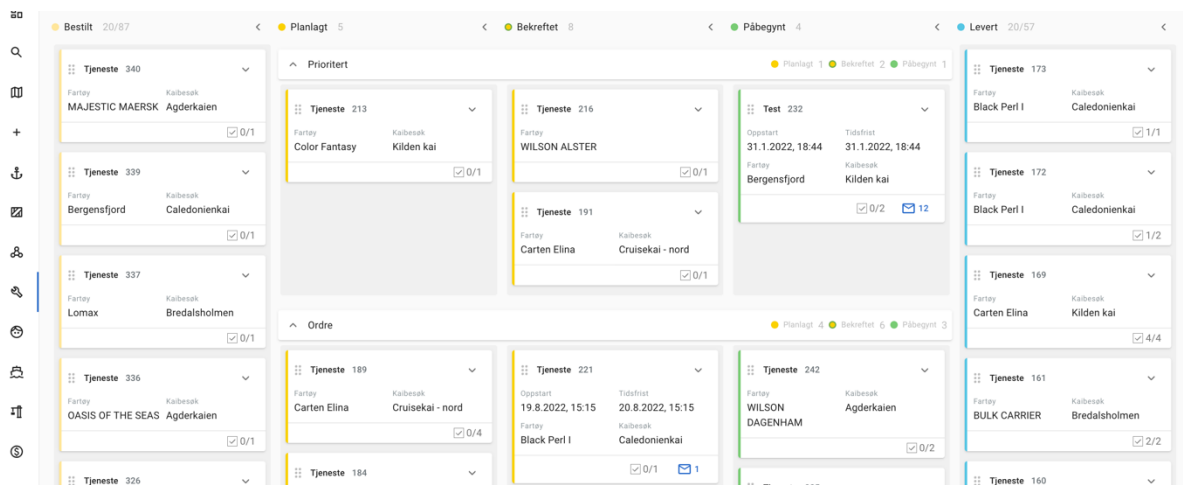 Bestilt 20/87
Planlagt 5
Bekreftet 8
Påbegynt 4
Levert 20/57
Tjeneste 340
Fartøy Kaibesøk
MAJESTIC MAERSK Agderkaien
0/1
Tjeneste 339
Fartøy Kaibesøk
Bergensfjord Caledonienkai
0/1
Tjeneste 337
Fartøy Kaibesøk
Lomax Bredalsholmen
0/1
Tjeneste 336
Fartøy Kaibesøk
OASIS OF THE SEAS Agderkaien
0/1
Tjeneste 326
Prioritert
Planlagt 1 Bekreftet 2 Påbegynt 1
Tjeneste 213
Fartøy Kaibesøk
Color Fantasy Kilden kai
0/1
Tjeneste 216
Fartøy
WILSON ALSTER
0/1
Tjeneste 191
Fartøy Kaibesøk
Carten Elina Cruisekai - nord
0/1
Test 232
Oppstart Tidsfrist
31.1.2022, 18:44 31.1.2022, 18:44
Fartøy Kaibesøk
Bergensfjord Kilden kai
0/2 12
Ordre
Planlagt 4 Bekreftet 6 Påbegynt 3
Tjeneste 189
Fartøy Kaibesøk
Carten Elina Cruisekai - nord
0/4
Tjeneste 184
Tjeneste 221
Oppstart Tidsfrist
19.8.2022, 15:15 20.8.2022, 15:15
Fartøy Kaibesøk
Black Perl I Caledonienkai
0/1 1
Tjeneste 242
Fartøy Kaibesøk
WILSON Agderkaien
DAGENHAM
0/2
Tjeneste 173
Fartøy Kaibesøk
Black Perl I Caledonienkai
1/1
Tjeneste 172
Fartøy Kaibesøk
Black Perl I Caledonienkai
1/2
Tjeneste 169
Fartøy Kaibesøk
Carten Elina Kilden kai
4/4
Tjeneste 161
Fartøy Kaibesøk
BULK CARRIER Bredalsholmen
2/2
Tjeneste 160